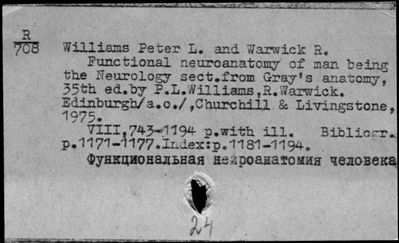 R
708
Williams Peter L. and Warwick R.
Functional neuroanatomy of man being
the Neurology sect.from Gray's anatomy,
35th ed.by P.L.Williams,R.Warwick.
Edinburgh/a.o./,Churchill & Livingstone,
1975.
VIII,743-1194 p.with ill. Bibliogr.
p.1171-1177.Index:p.1181-1194.
Функциональная нейроанатомия человека
24